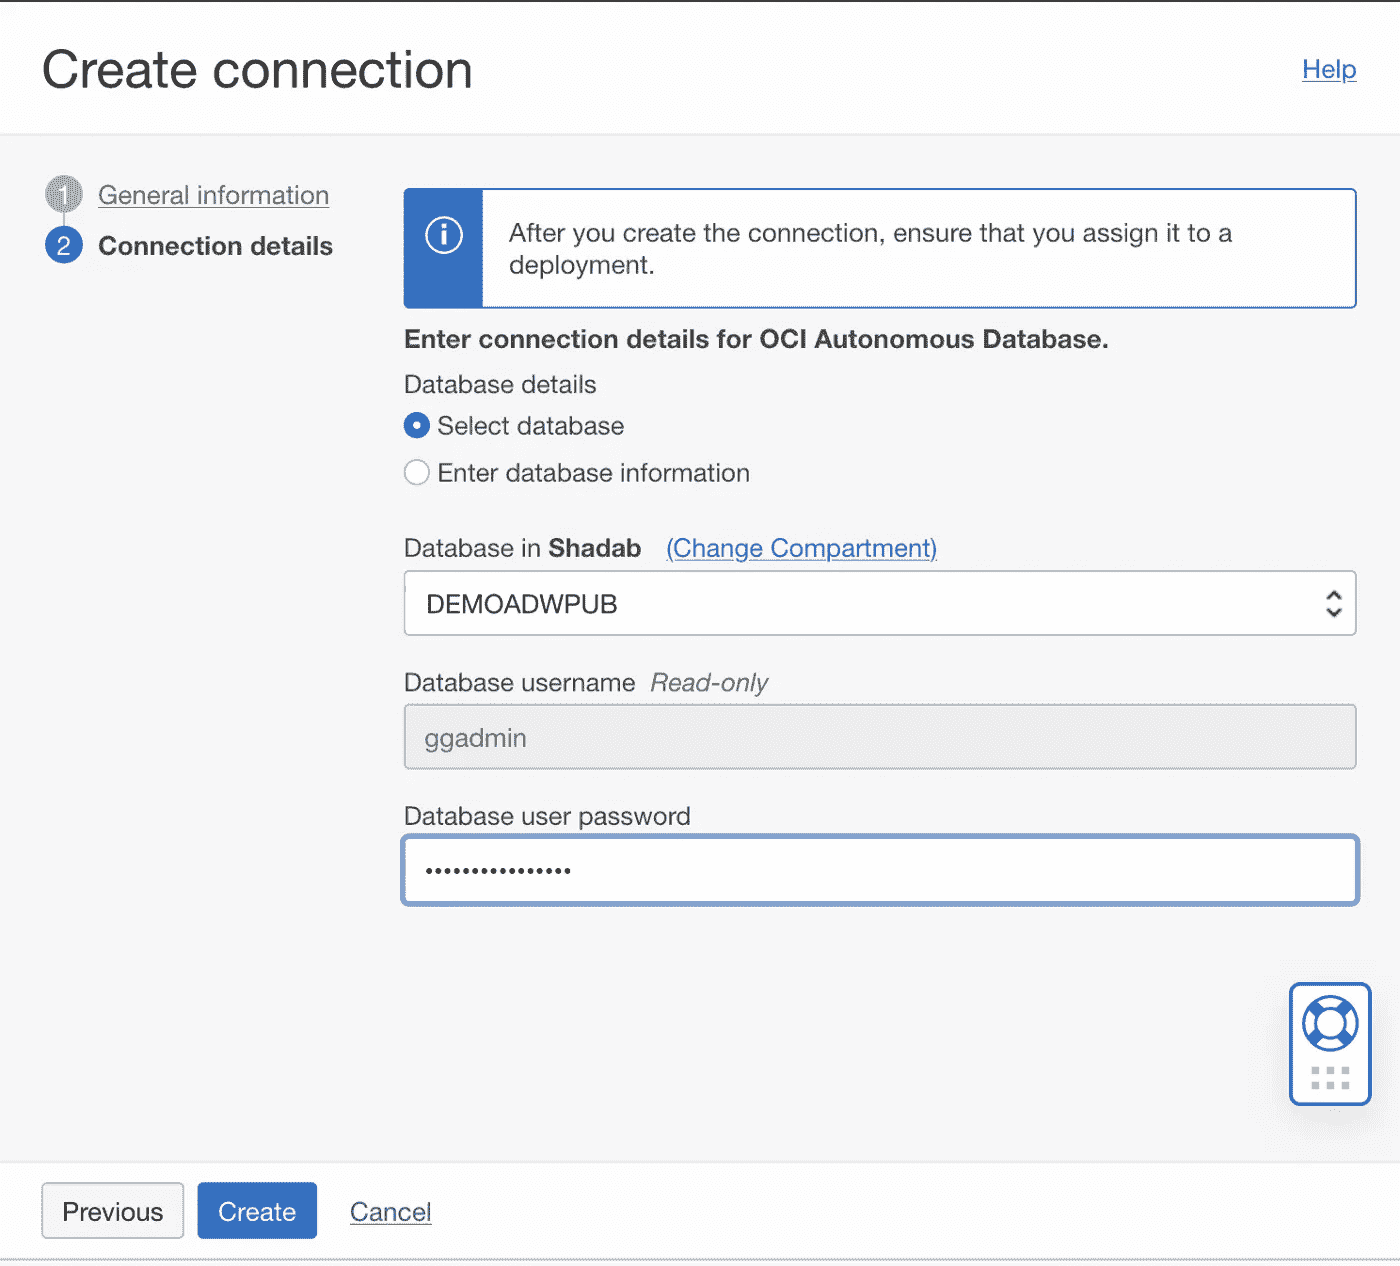 Create connection
Help
1 General information
2 Connection details
i
After you create the connection, ensure that you assign it to a
deployment.
Enter connection details for OCI Autonomous Database.
Database details
Select database
Enter database information
Database in Shadab (Change Compartment)
DEMOADWPUB
Database username Read-only
ggadmin
Database user password
••••••••••••••••
Previous
Create
Cancel